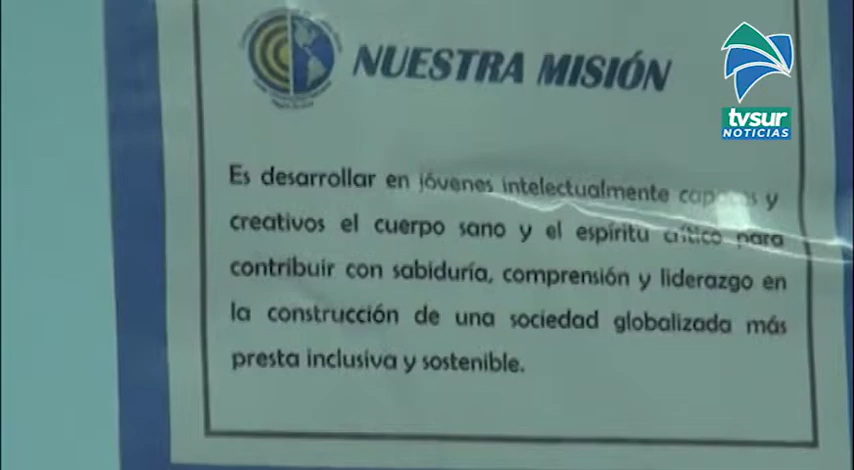 NUESTRA MISIÓN
tvsur
NOTICIAS
Es desarrollar en jóvenes intelectualmente capaces y
creativos el cuerpo sano y el espíritu crítico para
contribuir con sabiduría, comprensión y liderazgo en
la construcción de una sociedad globalizada más
presta inclusiva y sostenible.